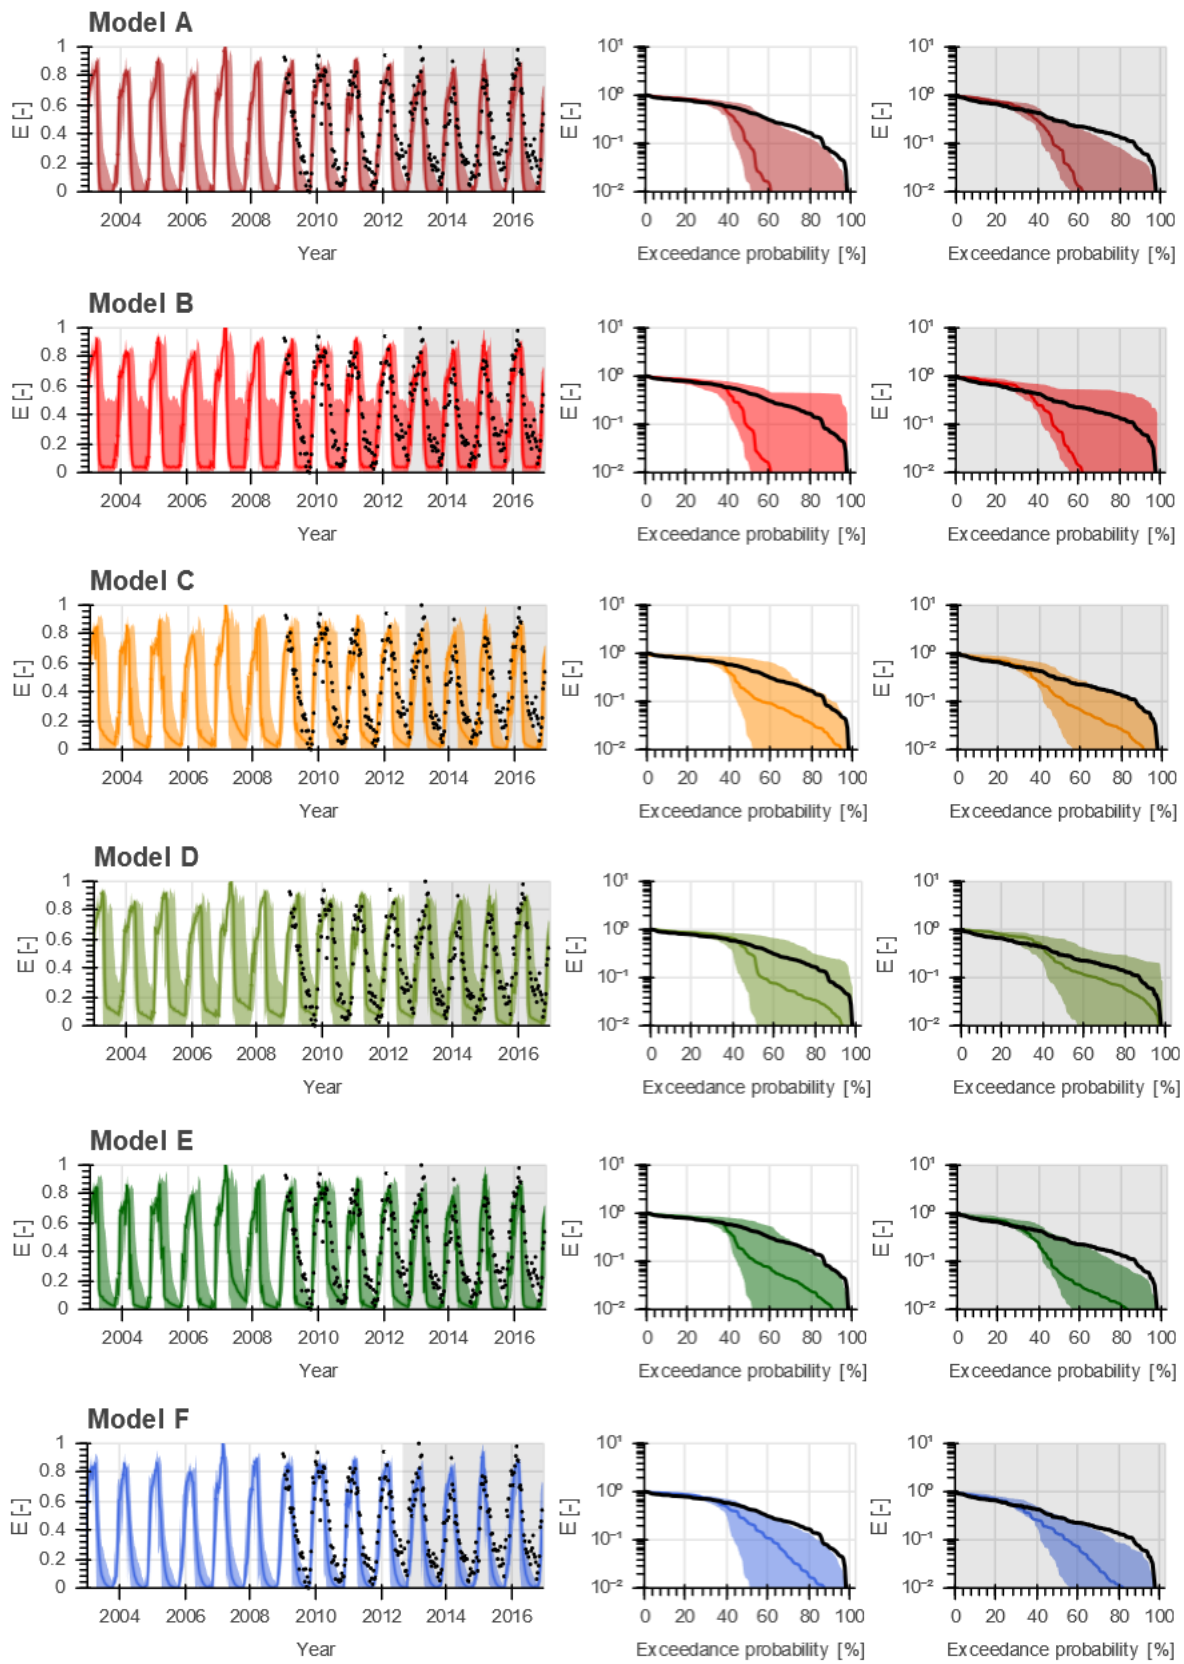 Model A
1 10¹ 10¹
0.8
10⁰ 10⁰
0.6
E [-] E [-] E [-]
0.4
10⁻¹ 10⁻¹
0.2
0 10⁻² 10⁻²
2004 2006 2008 2010 2012 2014 2016 0 20 40 60 80 100 0 20 40 60 80 100
Year Exceedance probability [%] Exceedance probability [%]
Model B
1 10¹ 10¹
0.8
10⁰ 10⁰
0.6
E [-] E [-] E [-]
0.4
10⁻¹ 10⁻¹
0.2
0 10⁻² 10⁻²
2004 2006 2008 2010 2012 2014 2016 0 20 40 60 80 100 0 20 40 60 80 100
Year Exceedance probability [%] Exceedance probability [%]
Model C
1 10¹ 10¹
0.8
10⁰ 10⁰
0.6
E [-] E [-] E [-]
0.4
10⁻¹ 10⁻¹
0.2
0 10⁻² 10⁻²
2004 2006 2008 2010 2012 2014 2016 0 20 40 60 80 100 0 20 40 60 80 100
Year Exceedance probability [%] Exceedance probability [%]
Model D
1 10¹ 10¹
0.8
10⁰ 10⁰
0.6
E [-] E [-] E [-]
0.4
10⁻¹ 10⁻¹
0.2
0 10⁻² 10⁻²
2004 2006 2008 2010 2012 2014 2016 0 20 40 60 80 100 0 20 40 60 80 100
Year Exceedance probability [%] Exceedance probability [%]
Model E
1 10¹ 10¹
0.8
10⁰ 10⁰
0.6
E [-] E [-] E [-]
0.4
10⁻¹ 10⁻¹
0.2
0 10⁻² 10⁻²
2004 2006 2008 2010 2012 2014 2016 0 20 40 60 80 100 0 20 40 60 80 100
Year Exceedance probability [%] Exceedance probability [%]
Model F
1 10¹ 10¹
0.8
10⁰ 10⁰
0.6
E [-] E [-] E [-]
0.4
10⁻¹ 10⁻¹
0.2
0 10⁻² 10⁻²
2004 2006 2008 2010 2012 2014 2016 0 20 40 60 80 100 0 20 40 60 80 100
Year Exceedance probability [%] Exceedance probability [%]